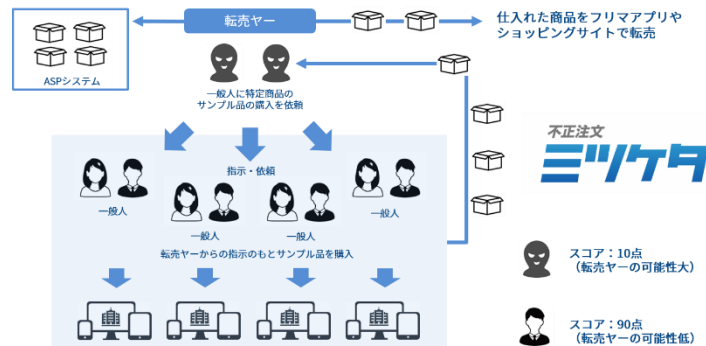 転売ヤー
仕入れた商品をフリマアプリや
ショッピングサイトで転売
ASPシステム
一般人に特定商品の
サンプル品の購入を依頼
指示・依頼
一般人
一般人
一般人
一般人
転売ヤーからの指示のもとサンプル品を購入
不正注文
ミツケタ
スコア：10点
（転売ヤーの可能性大）
スコア：90点
（転売ヤーの可能性低）